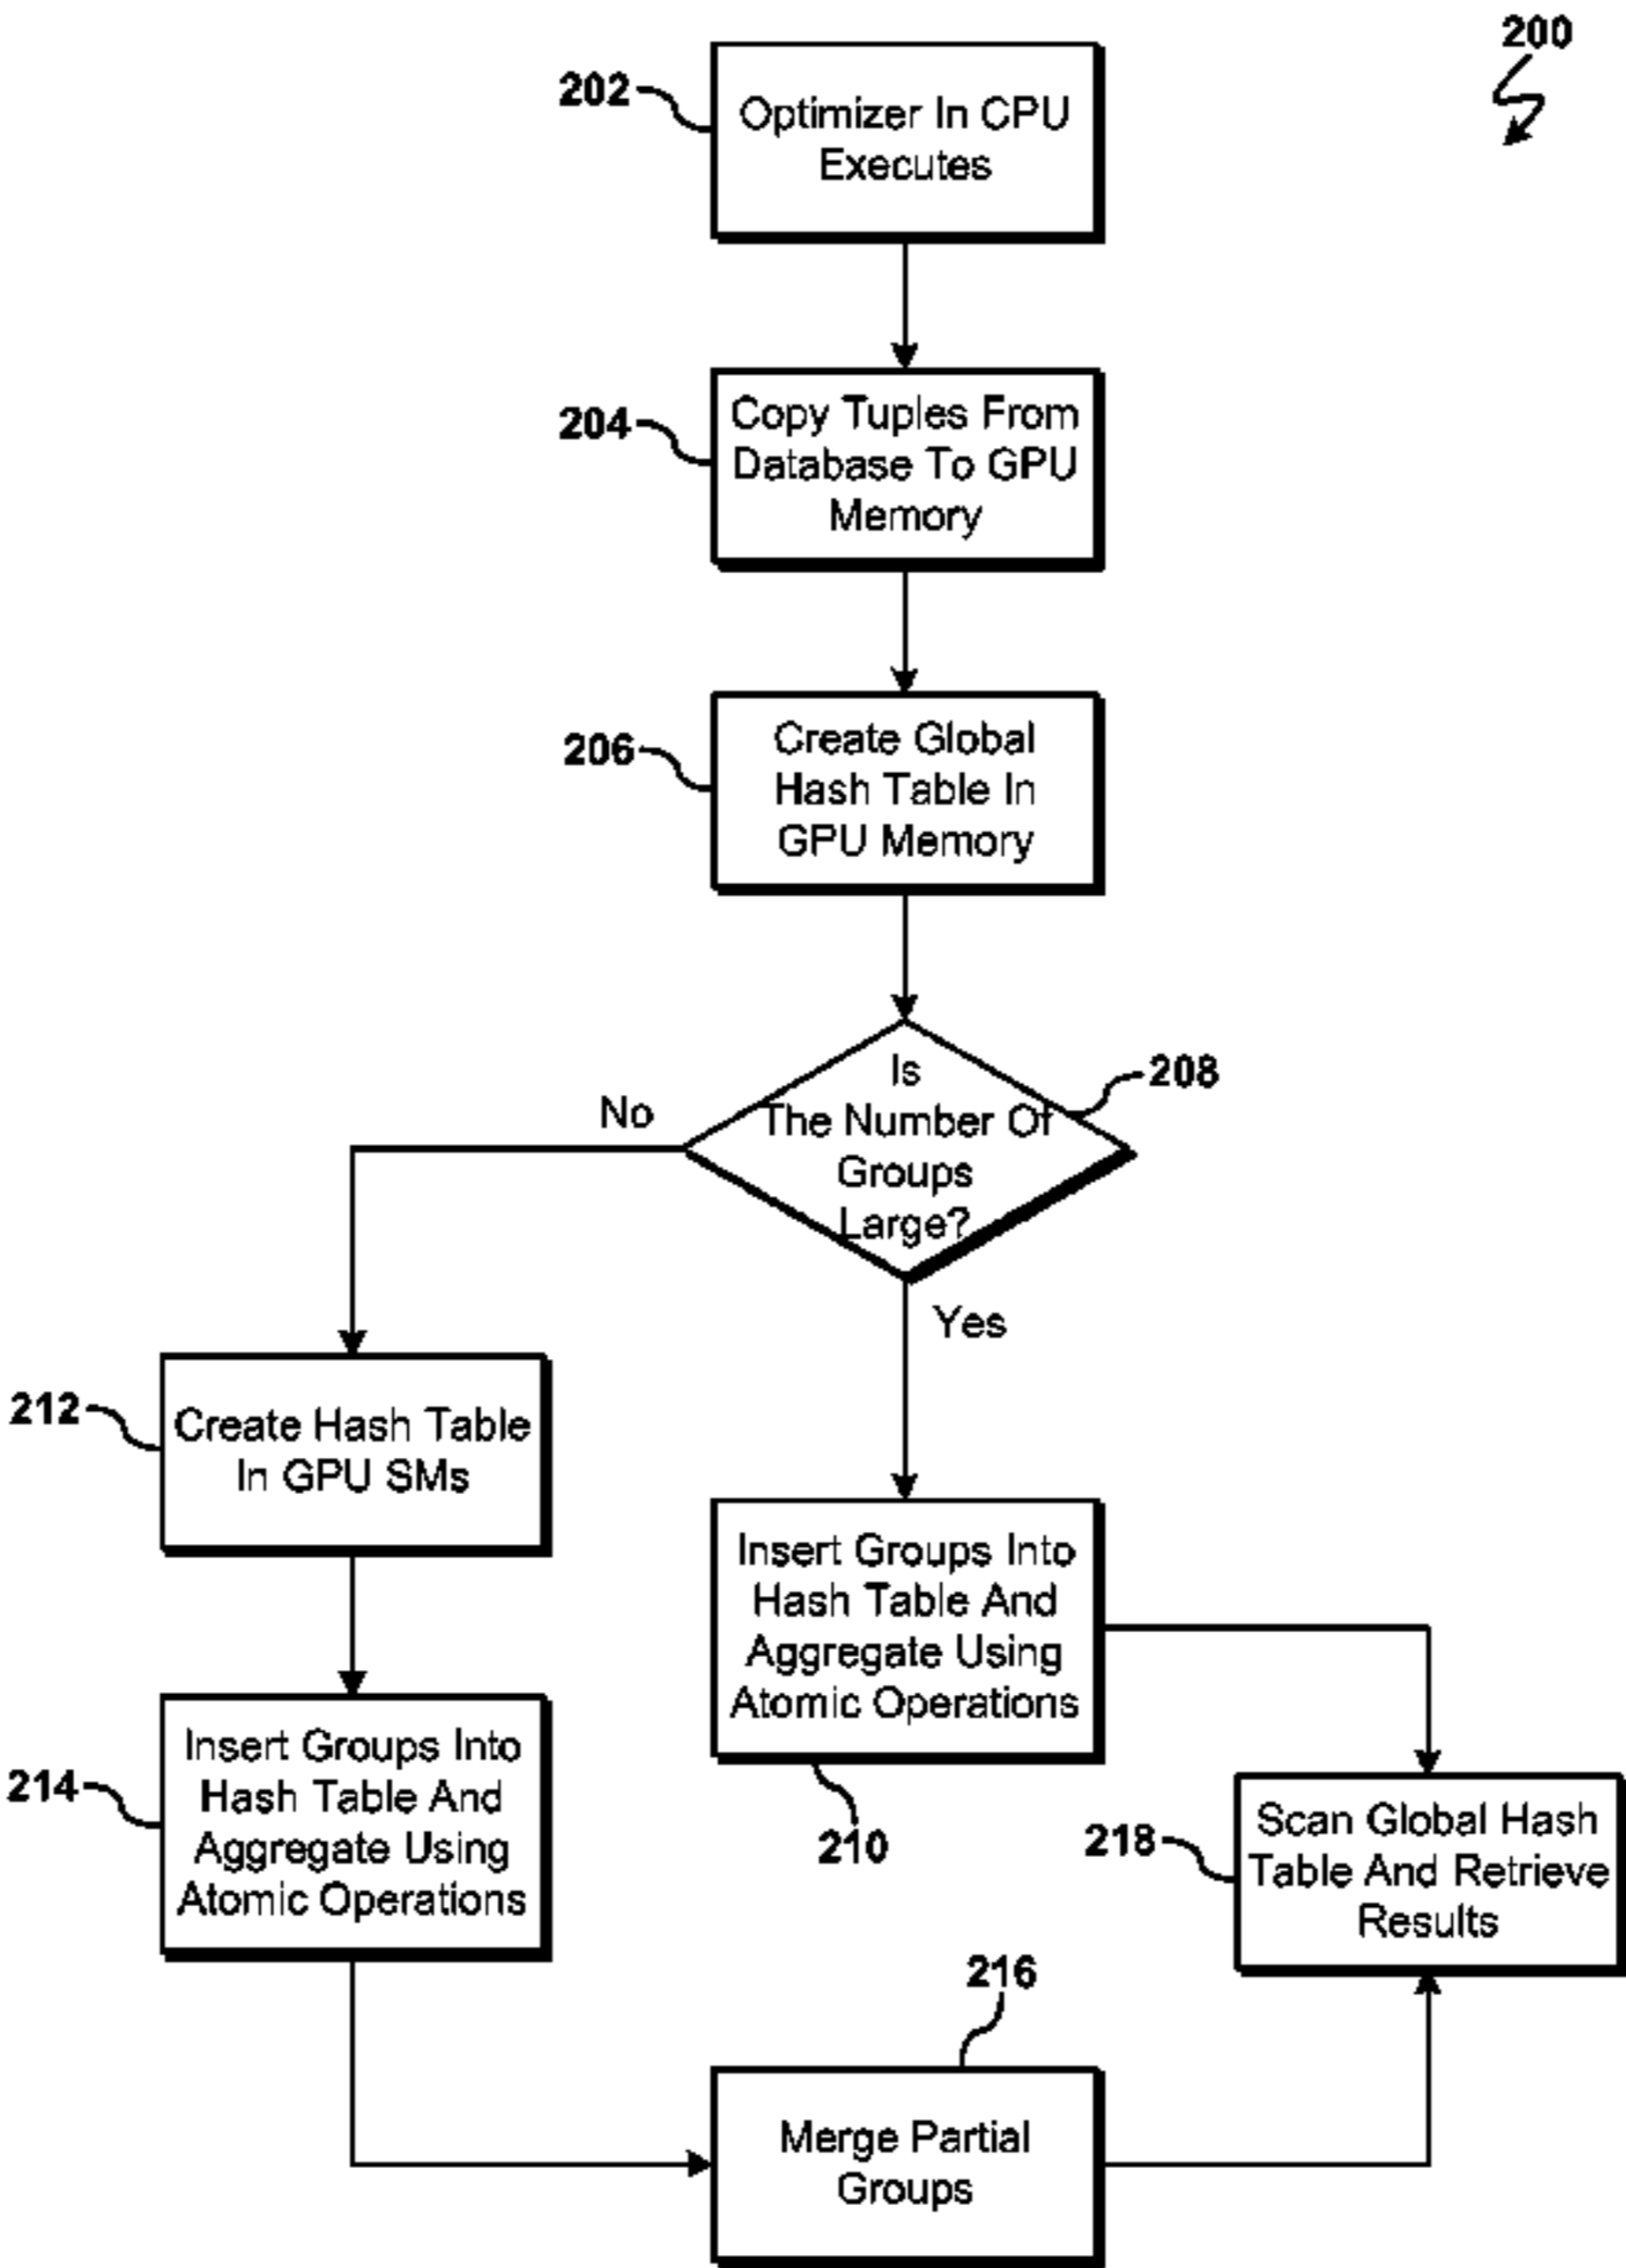 200
202
Optimizer In CPU
Executes
204
Copy Tuples From
Database To GPU
Memory
206
Create Global
Hash Table In
GPU Memory
208
Is
The Number Of
Groups
Large?
No
Yes
212
Create Hash Table
In GPU SMs
Insert Groups Into
Hash Table And
Aggregate Using
Atomic Operations
210
214
Insert Groups Into
Hash Table And
Aggregate Using
Atomic Operations
218
Scan Global Hash
Table And Retrieve
Results
216
Merge Partial
Groups